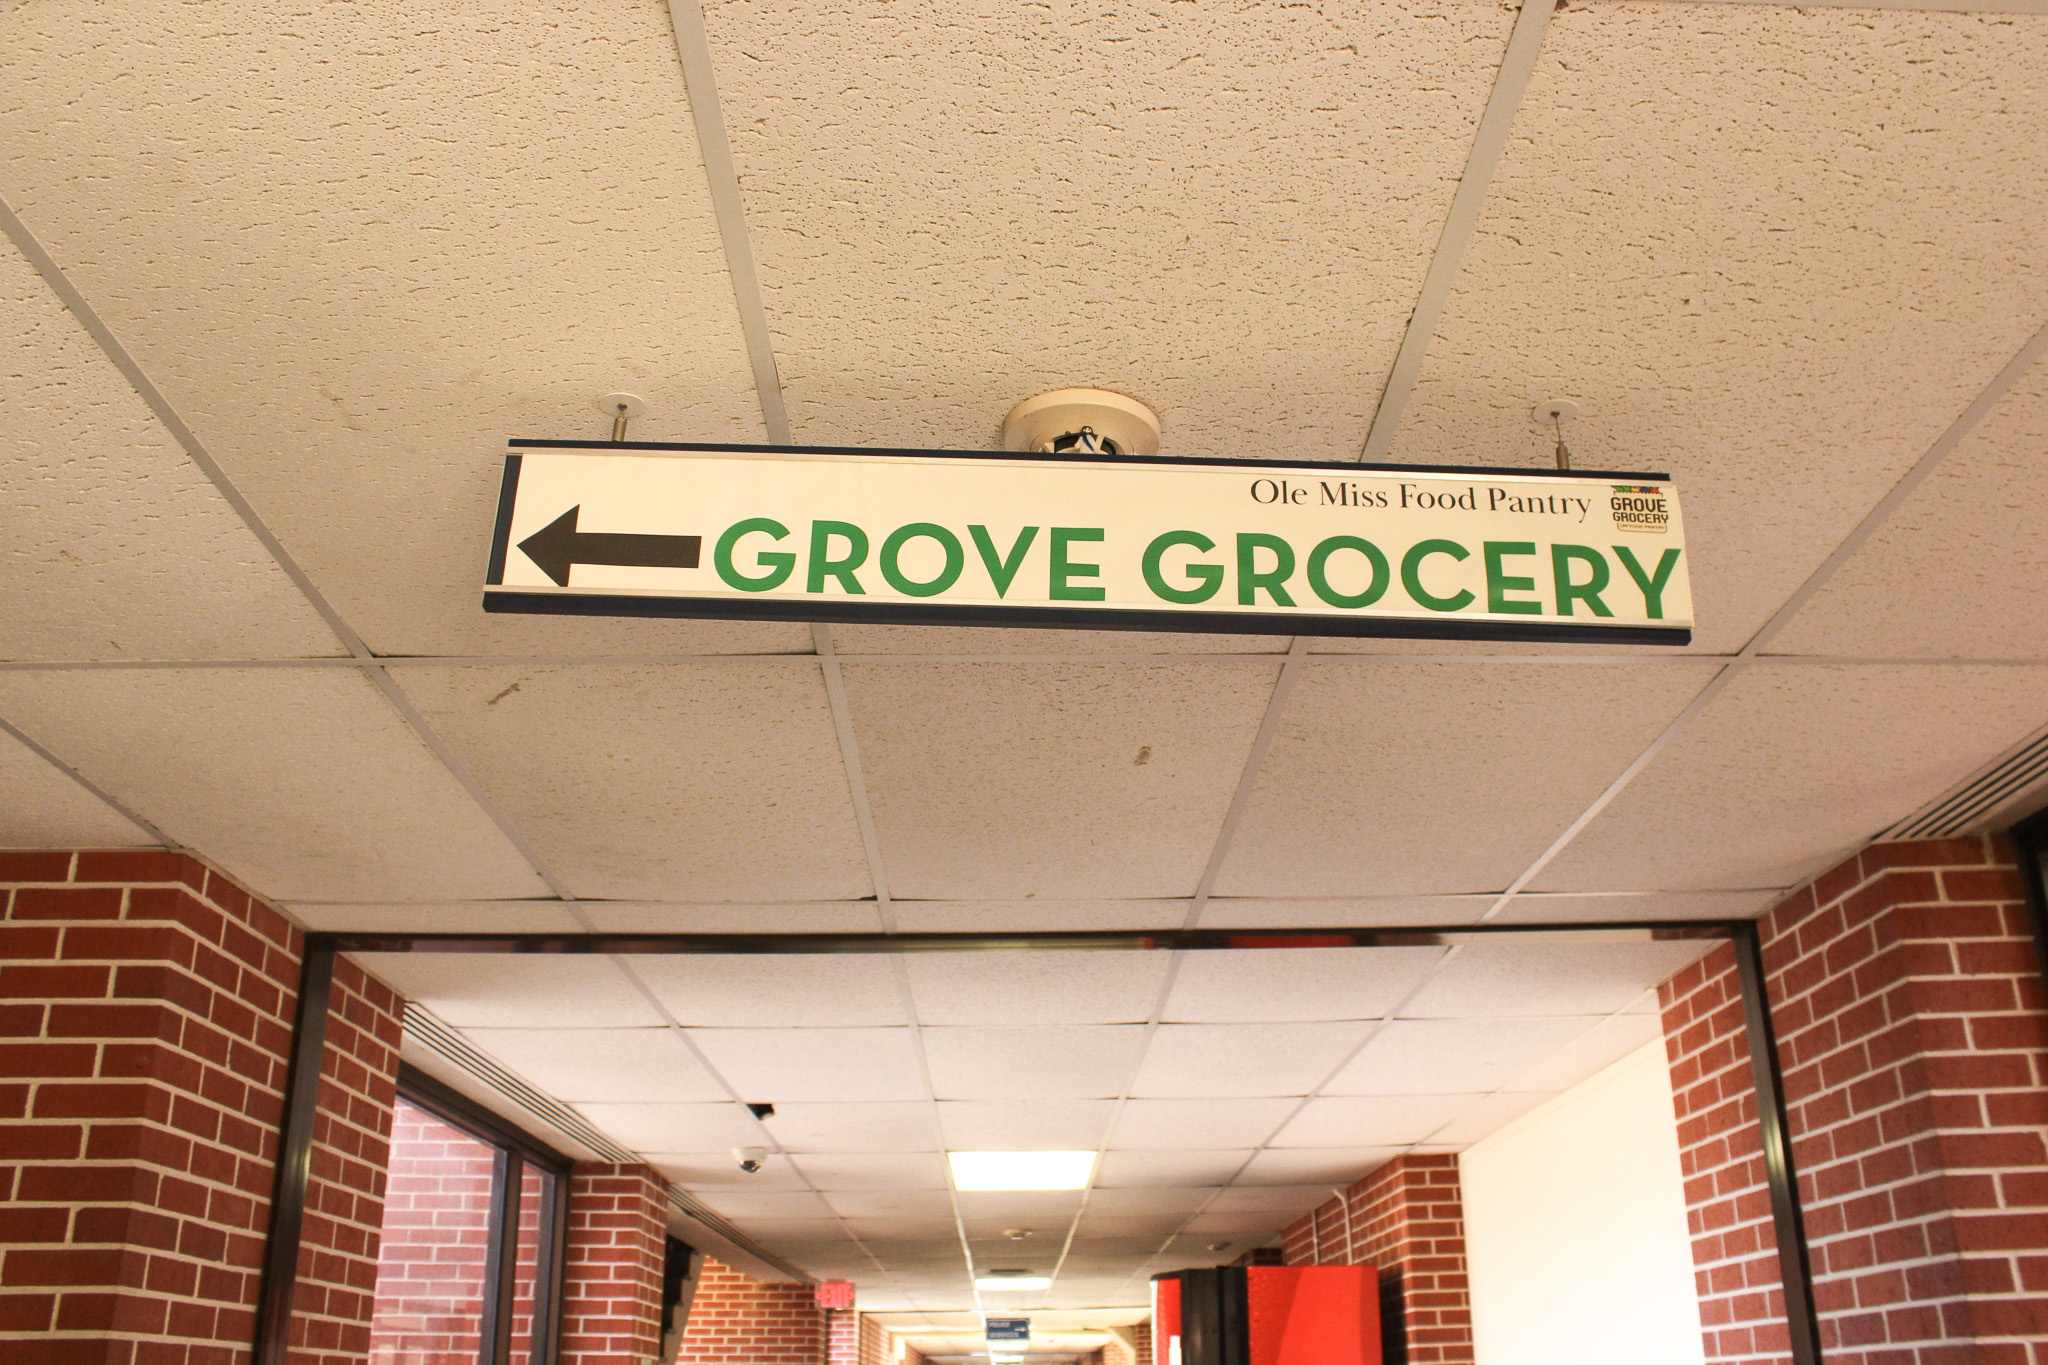 Ole Miss Food Pantry
GROVE GROCERY
GROVE
GROCERY
EXIT